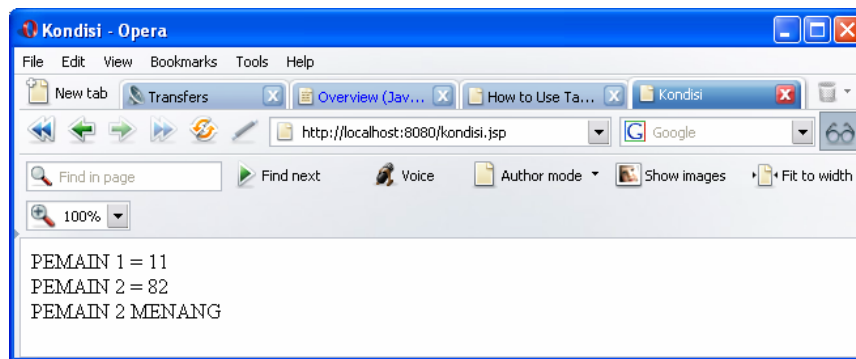 Kondisi - Opera
File Edit View Bookmarks Tools Help
New tab Transfers Overview (Jav... How to Use Ta... Kondisi
http://localhost:8080/kondisi.jsp G Google
Find in page Find next Voice Author mode Show images Fit to width
100%
PEMAIN 1 = 11
PEMAIN 2 = 82
PEMAIN 2 MENANG